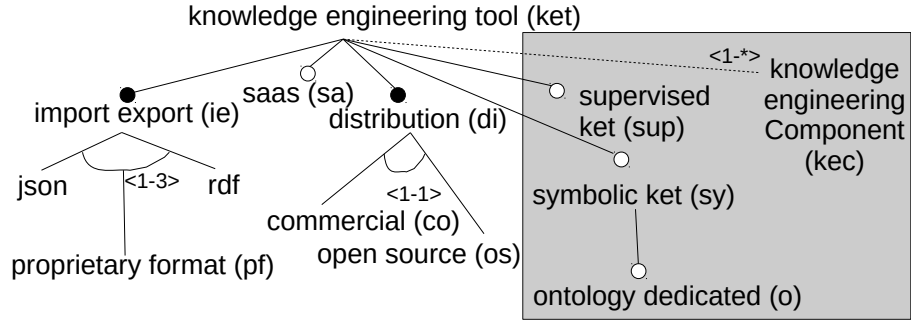 knowledge engineering tool (ket)
<1-*>
knowledge
engineering
Component
(kec)
saas (sa)
supervised
ket (sup)
import export (ie)
distribution (di)
json
<1-3>
rdf
<1-1>
symbolic ket (sy)
commercial (co)
open source (os)
proprietary format (pf)
ontology dedicated (o)